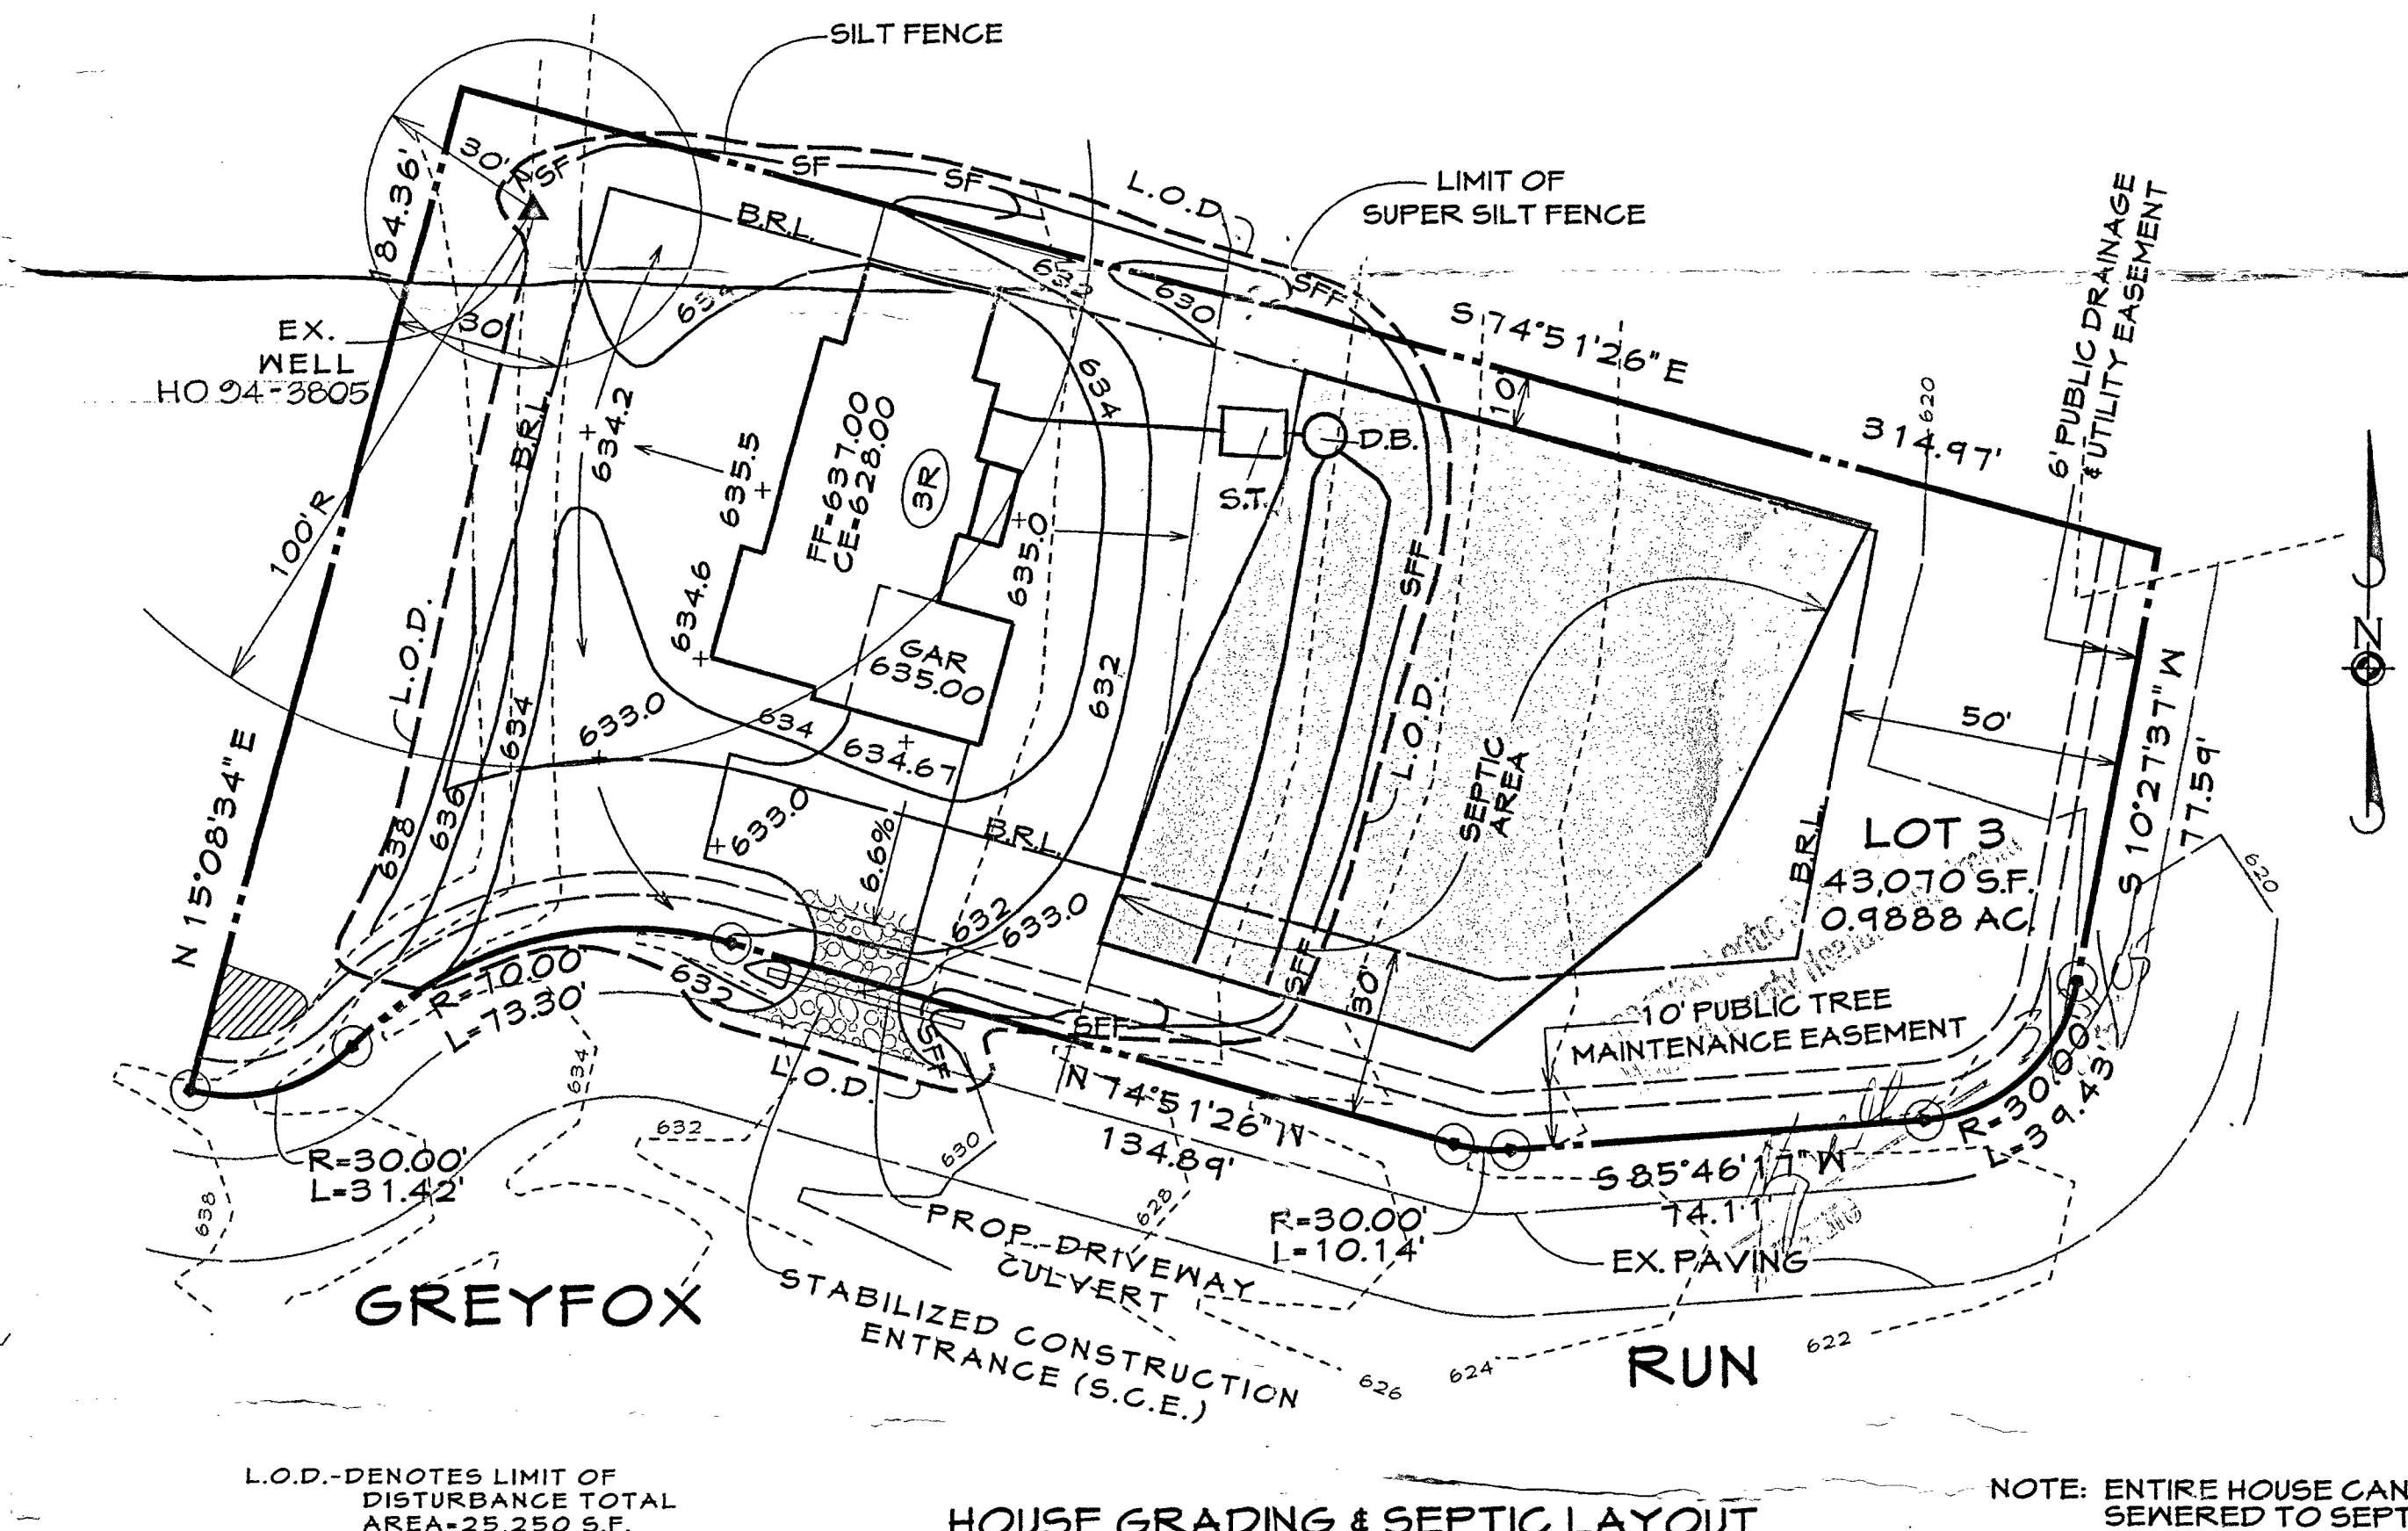 SILT FENCE
LIMIT OF
SUPER SILT FENCE
L.O.D.
SF
SF
SF
30'
184.36'
B.R.L.
6' PUBLIC DRAINAGE
& UTILITY EASEMENT
632
630
SFF
S 74°51'26" E
314.97'
620
10'
EX.
WELL
HO 94-3805
30'
B.R.L.
634.2
634
635.5
FF=637.00
CE=628.00
3R
S.T.
D.B.
100'R
L.O.D.
634.6
635.0
GAR
635.00
632
SFF
L.O.D.
SEPTIC
AREA
50'
S 10°27'37" W
77.59'
N 15°08'34" E
638
636
634
633.0
634
634.67
633.0
6.6%
B.R.L.
632
633.0
B.R.L.
LOT 3
43,070 S.F.
0.9888 AC.
620
R=70.00'
L=73.30'
632
SFF
SFF
SFF
30'
10' PUBLIC TREE
MAINTENANCE EASEMENT
L.O.D.
N 74°51'26" W
134.89'
R=30.00'
L=39.43'
634
632
630
628
638
R=30.00'
L=31.42'
R=30.00'
L=10.14'
S 85°46'17" W
74.11'
EX. PAVING
PROP. DRIVEWAY
CULVERT
STABILIZED CONSTRUCTION
ENTRANCE (S.C.E.)
GREYFOX
RUN
626
624
622
N
L.O.D.-DENOTES LIMIT OF
DISTURBANCE TOTAL
AREA=25,250 S.F.
HOUSE GRADING & SEPTIC LAYOUT
NOTE: ENTIRE HOUSE CAN
SEWERED TO SEPT